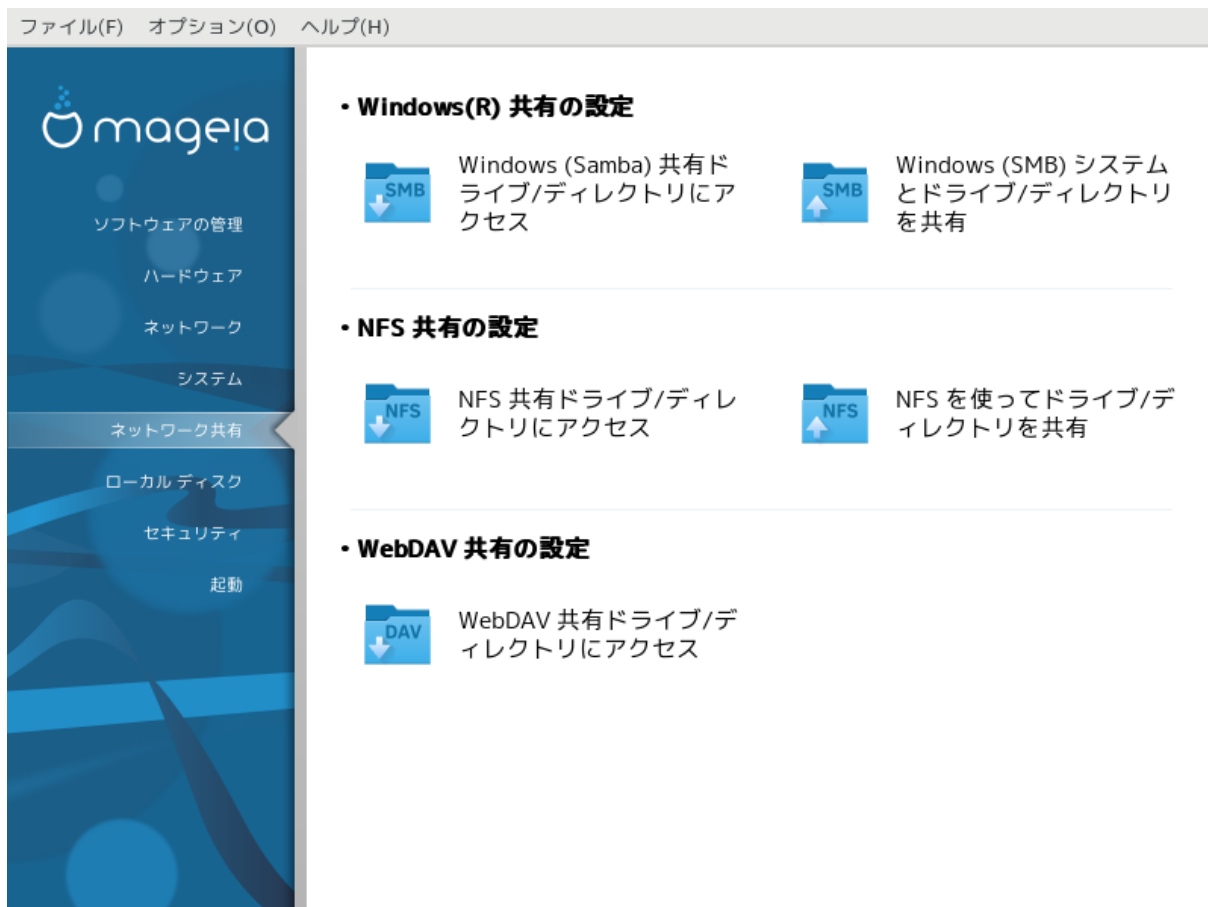 ファイル(F) オプション(O) ヘルプ(H)
mageia
ソフトウェアの管理
ハードウェア
ネットワーク
システム
ネットワーク共有
ローカル ディスク
セキュリティ
起動
・Windows(R) 共有の設定
SMB
Windows (Samba) 共有ド
ライブ/ディレクトリにア
クセス
SMB
Windows (SMB) システム
とドライブ/ディレクトリ
を共有
・NFS 共有の設定
NFS
NFS 共有ドライブ/ディレ
クトリにアクセス
NFS
NFS を使ってドライブ/デ
ィレクトリを共有
・WebDAV 共有の設定
DAV
WebDAV 共有ドライブ/デ
ィレクトリにアクセス